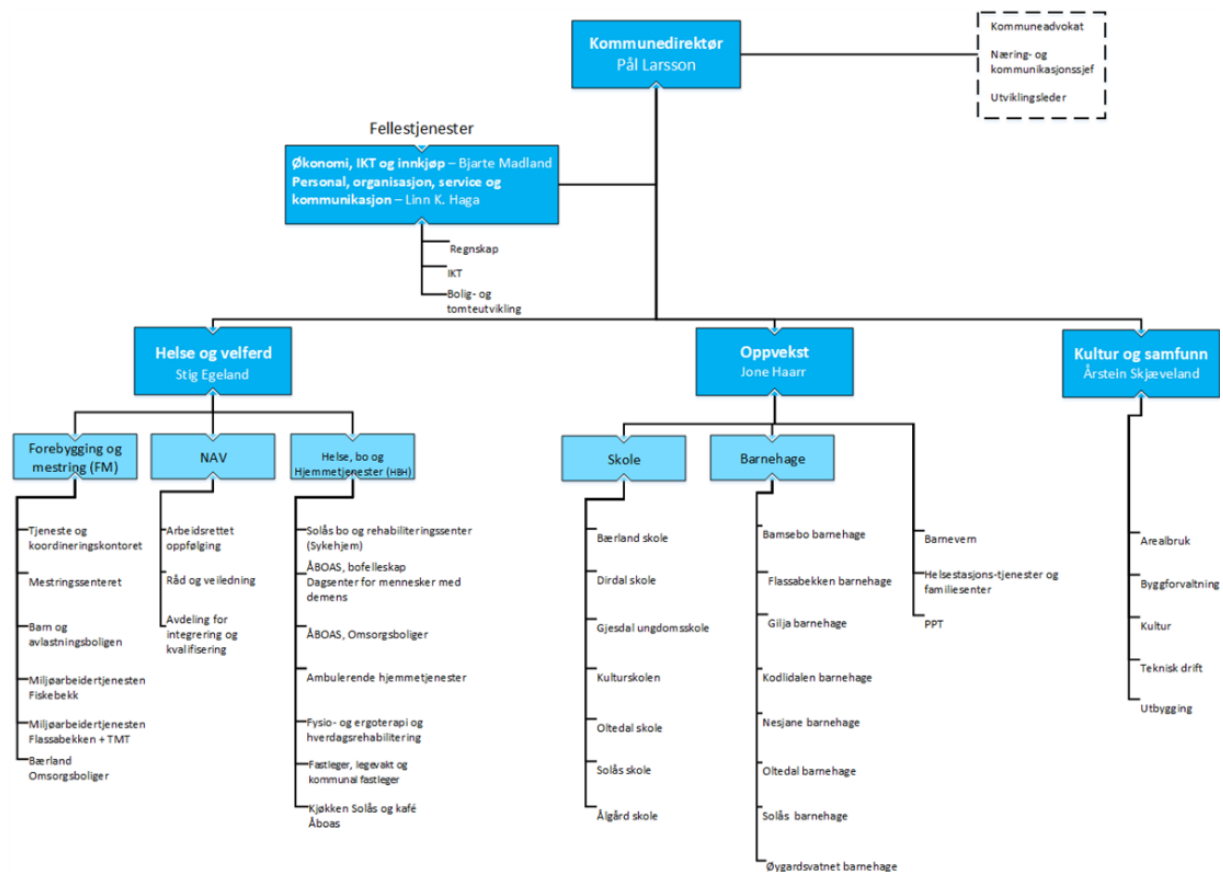 Kommunedirektør
Pål Larsson
Kommuneadvokat
Næring- og
kommunikasjonssjef
Utviklingsleder
Fellestjenester
Økonomi, IKT og innkjøp – Bjarte Madland
Personal, organisasjon, service og
kommunikasjon – Linn K. Haga
Regnskap
IKT
Bolig- og
tomteutvikling
Helse og velferd
Stig Egeland
Forebygging og
mestring (FM)
Tjeneste og
koordineringskontoret
Mestringssenteret
Barn og
avlastningsboligen
Miljøarbeidertjenesten
Fiskebekk
Miljøarbeidertjenesten
Flassabekken + TMT
Bærland
Omsorgsboliger
NAV
Arbeidsrettet
oppfølging
Råd og veiledning
Avdeling for
integrering og
kvalifisering
Helse, bo og
Hjemmetjenester (HBH)
Solås bo og rehabiliteringssenter
(Sykehjem)
ÅBOAS, bofelleskap
Dagsenter for mennesker med
demens
ÅBOAS, Omsorgsboliger
Ambulerende hjemmetjenester
Fysio- og ergoterapi og
hverdagsrehabilitering
Fastleger, legevakt og
kommunal fastleger
Kjøkken Solås og kafé
Åboas
Oppvekst
Jone Haarr
Skole
Bærland skole
Dirdal skole
Gjesdal ungdomsskole
Kulturskolen
Oltedal skole
Solås skole
Ålgård skole
Barnehage
Bamsebo barnehage
Flassabekken barnehage
Gilja barnehage
Kodlidalen barnehage
Nesjane barnehage
Oltedal barnehage
Solås barnehage
Øygardsvatnet barnehage
Barnevern
Helsestasjons-tjenester og
familiesenter
PPT
Kultur og samfunn
Årstein Skjæveland
Arealbruk
Byggforvaltning
Kultur
Teknisk drift
Utbygging